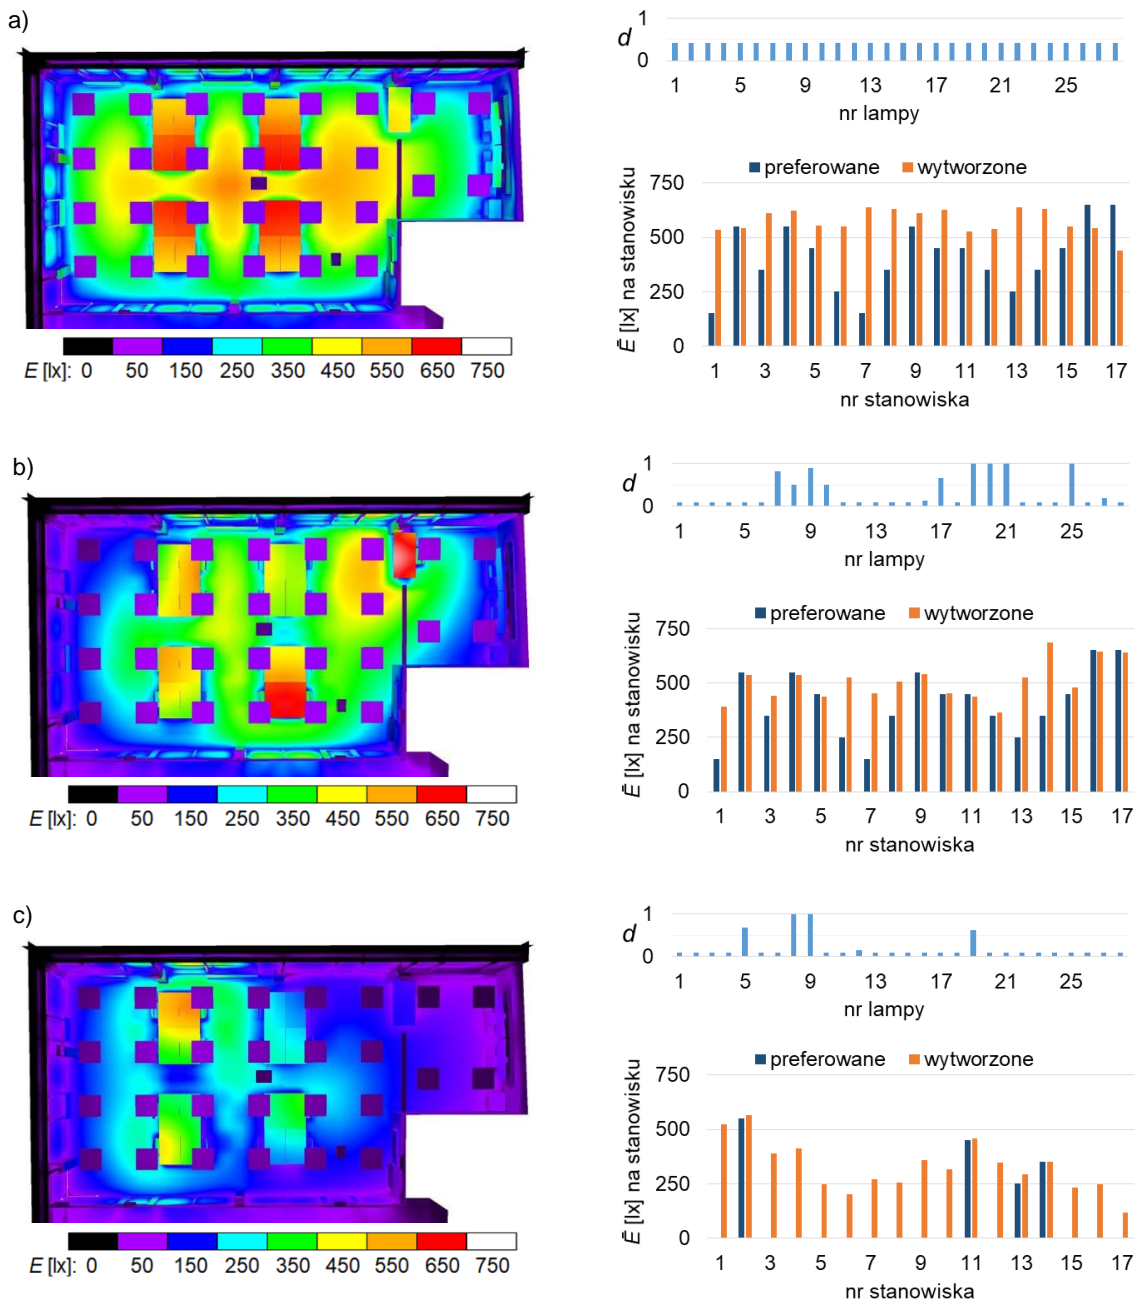 a)
1
d
0
1 5 9 13 17 21 25
nr lampy
preferowane wytworzone
750
500
250
0
Ē [lx] na stanowisku
1 3 5 7 9 11 13 15 17
nr stanowiska
E [lx]: 0 50 150 250 350 450 550 650 750
b)
1
d
0
1 5 9 13 17 21 25
nr lampy
preferowane wytworzone
750
500
250
0
Ē [lx] na stanowisku
1 3 5 7 9 11 13 15 17
nr stanowiska
E [lx]: 0 50 150 250 350 450 550 650 750
c)
1
d
0
1 5 9 13 17 21 25
nr lampy
preferowane wytworzone
750
500
250
0
Ē [lx] na stanowisku
1 3 5 7 9 11 13 15 17
nr stanowiska
E [lx]: 0 50 150 250 350 450 550 650 750